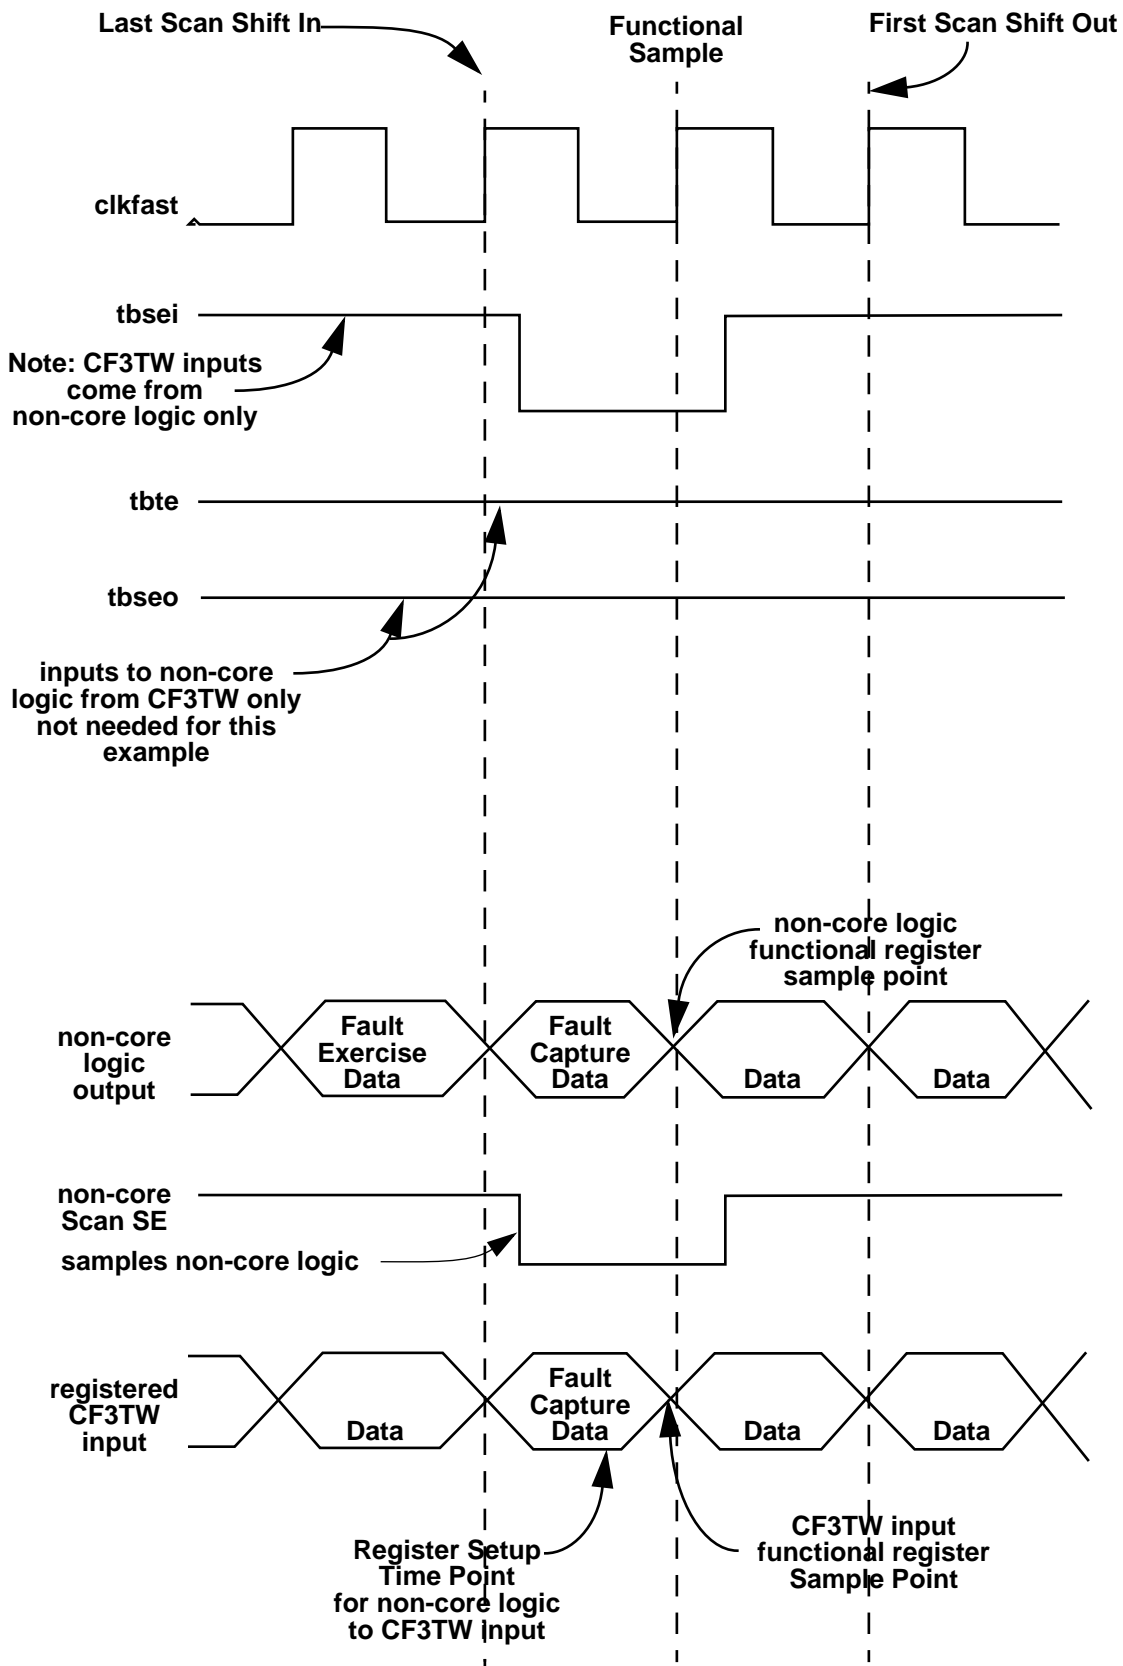 Last Scan Shift In
Functional
Sample
First Scan Shift Out
clkfast
tbsei
Note: CF3TW inputs
come from
non-core logic only
tbte
tbseo
inputs to non-core
logic from CF3TW only
not needed for this
example
non-core logic
functional register
sample point
non-core
logic
output
Fault
Exercise
Data
Fault
Capture
Data
Data
Data
non-core
Scan SE
samples non-core logic
registered
CF3TW
input
Data
Fault
Capture
Data
Data
Data
Register Setup
Time Point
for non-core logic
to CF3TW input
CF3TW input
functional register
Sample Point